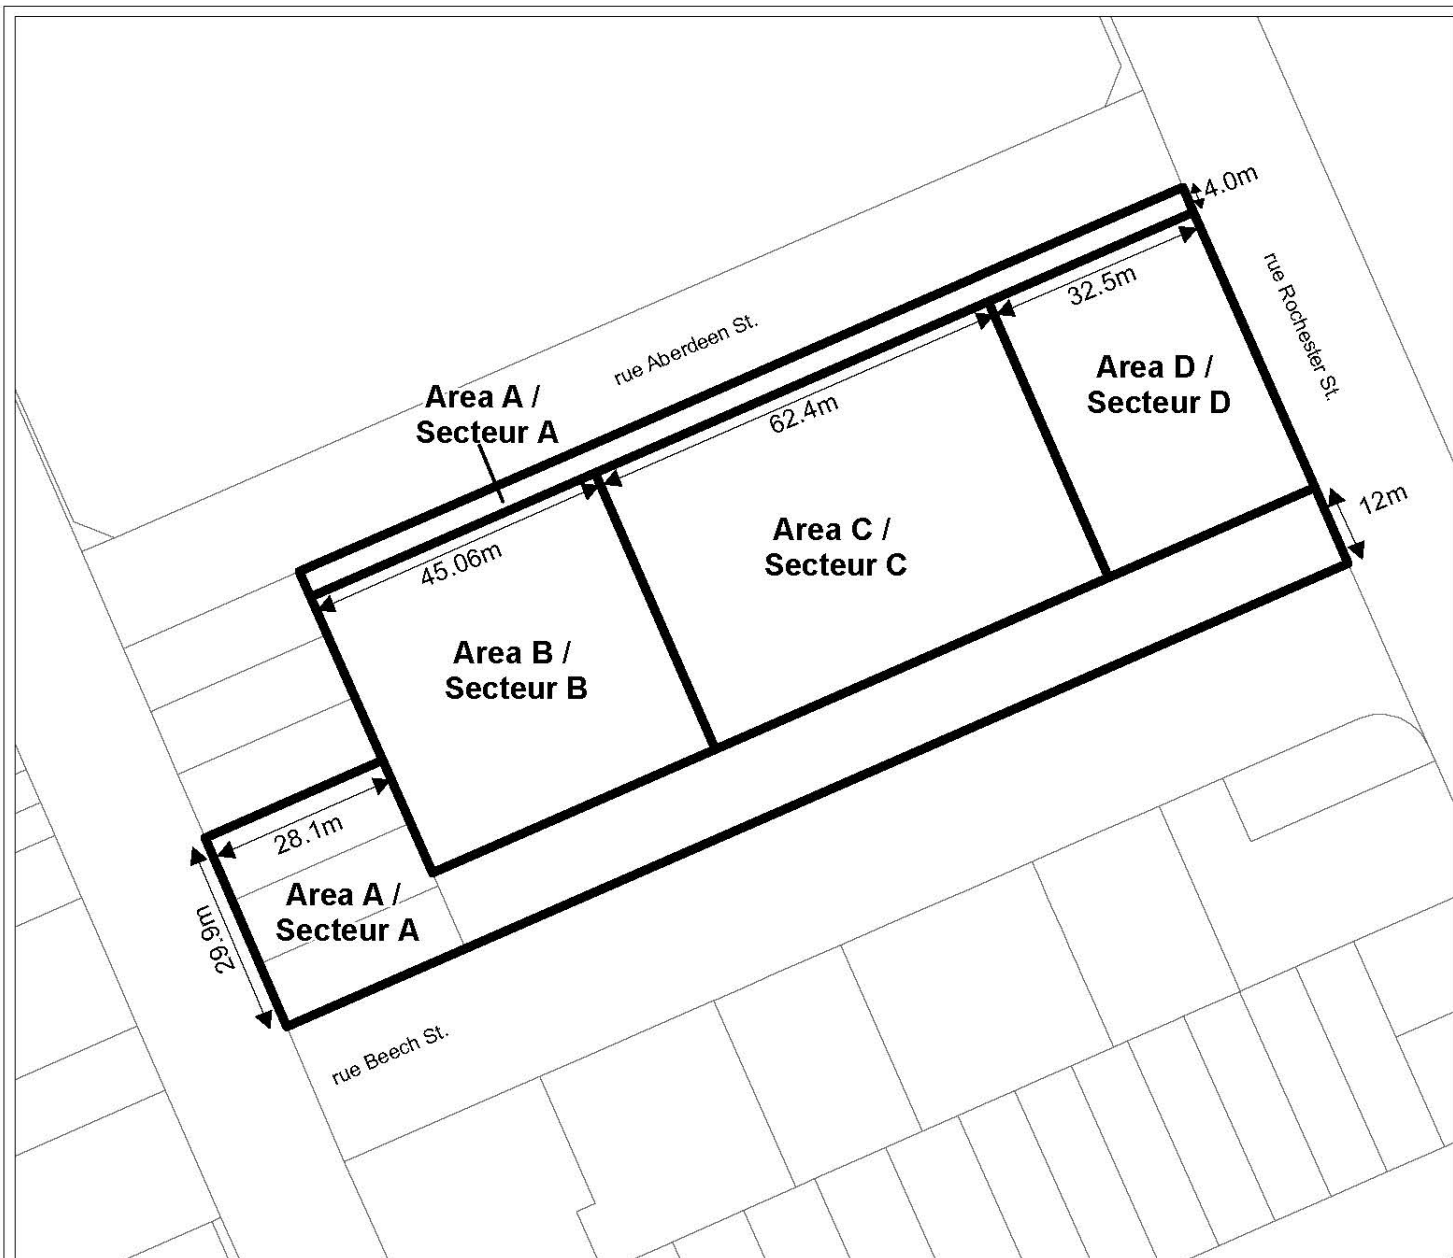 4.0m
rue Rochester St.
32.5m
rue Aberdeen St.
Area D /
Secteur D
Area A /
Secteur A
62.4m
12m
Area C /
Secteur C
45.06m
Area B /
Secteur B
28.1m
Area A /
Secteur A
29.9m
rue Beech St.